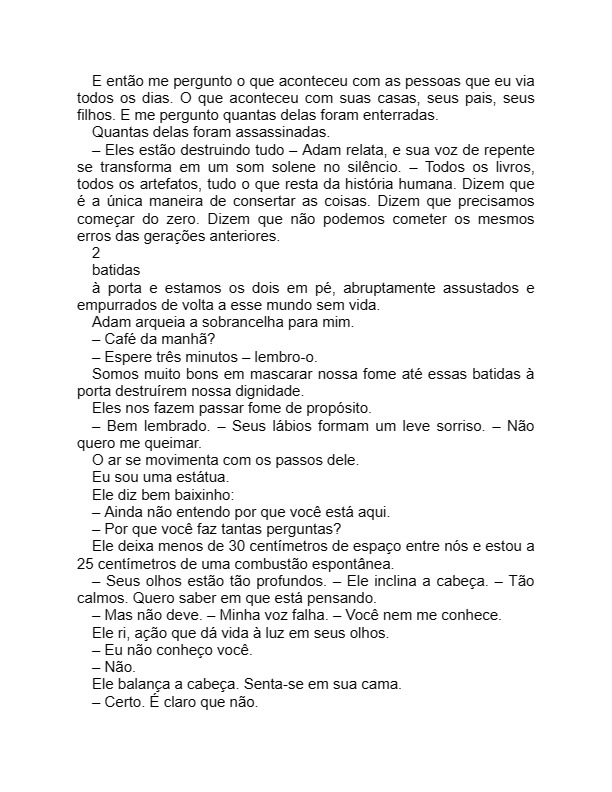 E então me pergunto o que aconteceu com as pessoas que eu via
todos os dias. O que aconteceu com suas casas, seus pais, seus
filhos. E me pergunto quantas delas foram enterradas.
Quantas delas foram assassinadas.
– Eles estão destruindo tudo – Adam relata, e sua voz de repente
se transforma em um som solene no silêncio. – Todos os livros,
todos os artefatos, tudo o que resta da história humana. Dizem que
é a única maneira de consertar as coisas. Dizem que precisamos
começar do zero. Dizem que não podemos cometer os mesmos
erros das gerações anteriores.
2
batidas
à porta e estamos os dois em pé, abruptamente assustados e
empurrados de volta a esse mundo sem vida.
Adam arqueia a sobrancelha para mim.
– Café da manhã?
– Espere três minutos – lembro-o.
Somos muito bons em mascarar nossa fome até essas batidas à
porta destruírem nossa dignidade.
Eles nos fazem passar fome de propósito.
– Bem lembrado. – Seus lábios formam um leve sorriso. – Não
quero me queimar.
O ar se movimenta com os passos dele.
Eu sou uma estátua.
Ele diz bem baixinho:
– Ainda não entendo por que você está aqui.
– Por que você faz tantas perguntas?
Ele deixa menos de 30 centímetros de espaço entre nós e estou a
25 centímetros de uma combustão espontânea.
– Seus olhos estão tão profundos. – Ele inclina a cabeça. – Tão
calmos. Quero saber em que está pensando.
– Mas não deve. – Minha voz falha. – Você nem me conhece.
Ele ri, ação que dá vida à luz em seus olhos.
– Eu não conheço você.
– Não.
Ele balança a cabeça. Senta-se em sua cama.
– Certo. É claro que não.